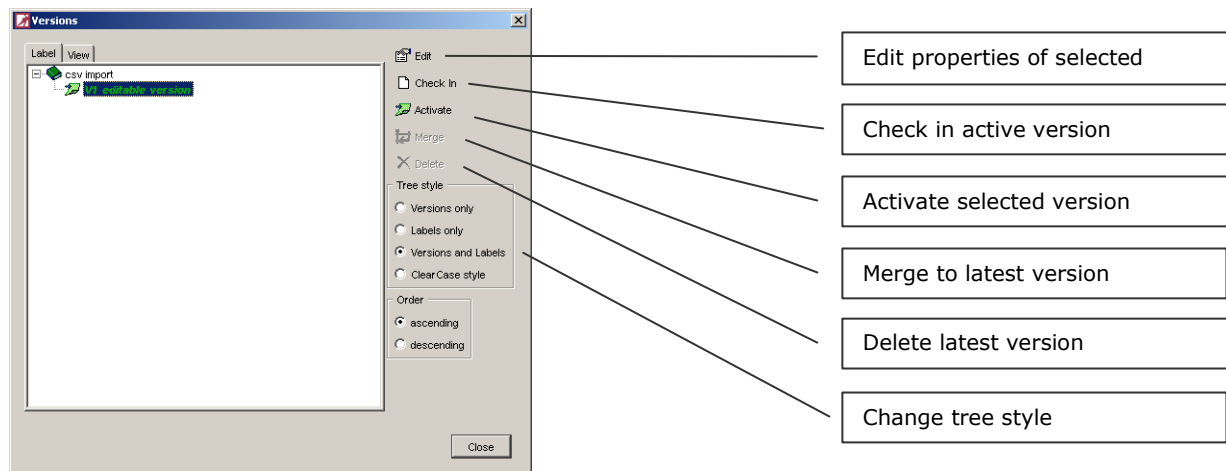 Versions
Label View
csv import
V1 editable version
Edit
Check In
Activate
Merge
Delete
Tree style
Versions only
Labels only
Versions and Labels
ClearCase style
Order
ascending
descending
Close
Edit properties of selected
Check in active version
Activate selected version
Merge to latest version
Delete latest version
Change tree style